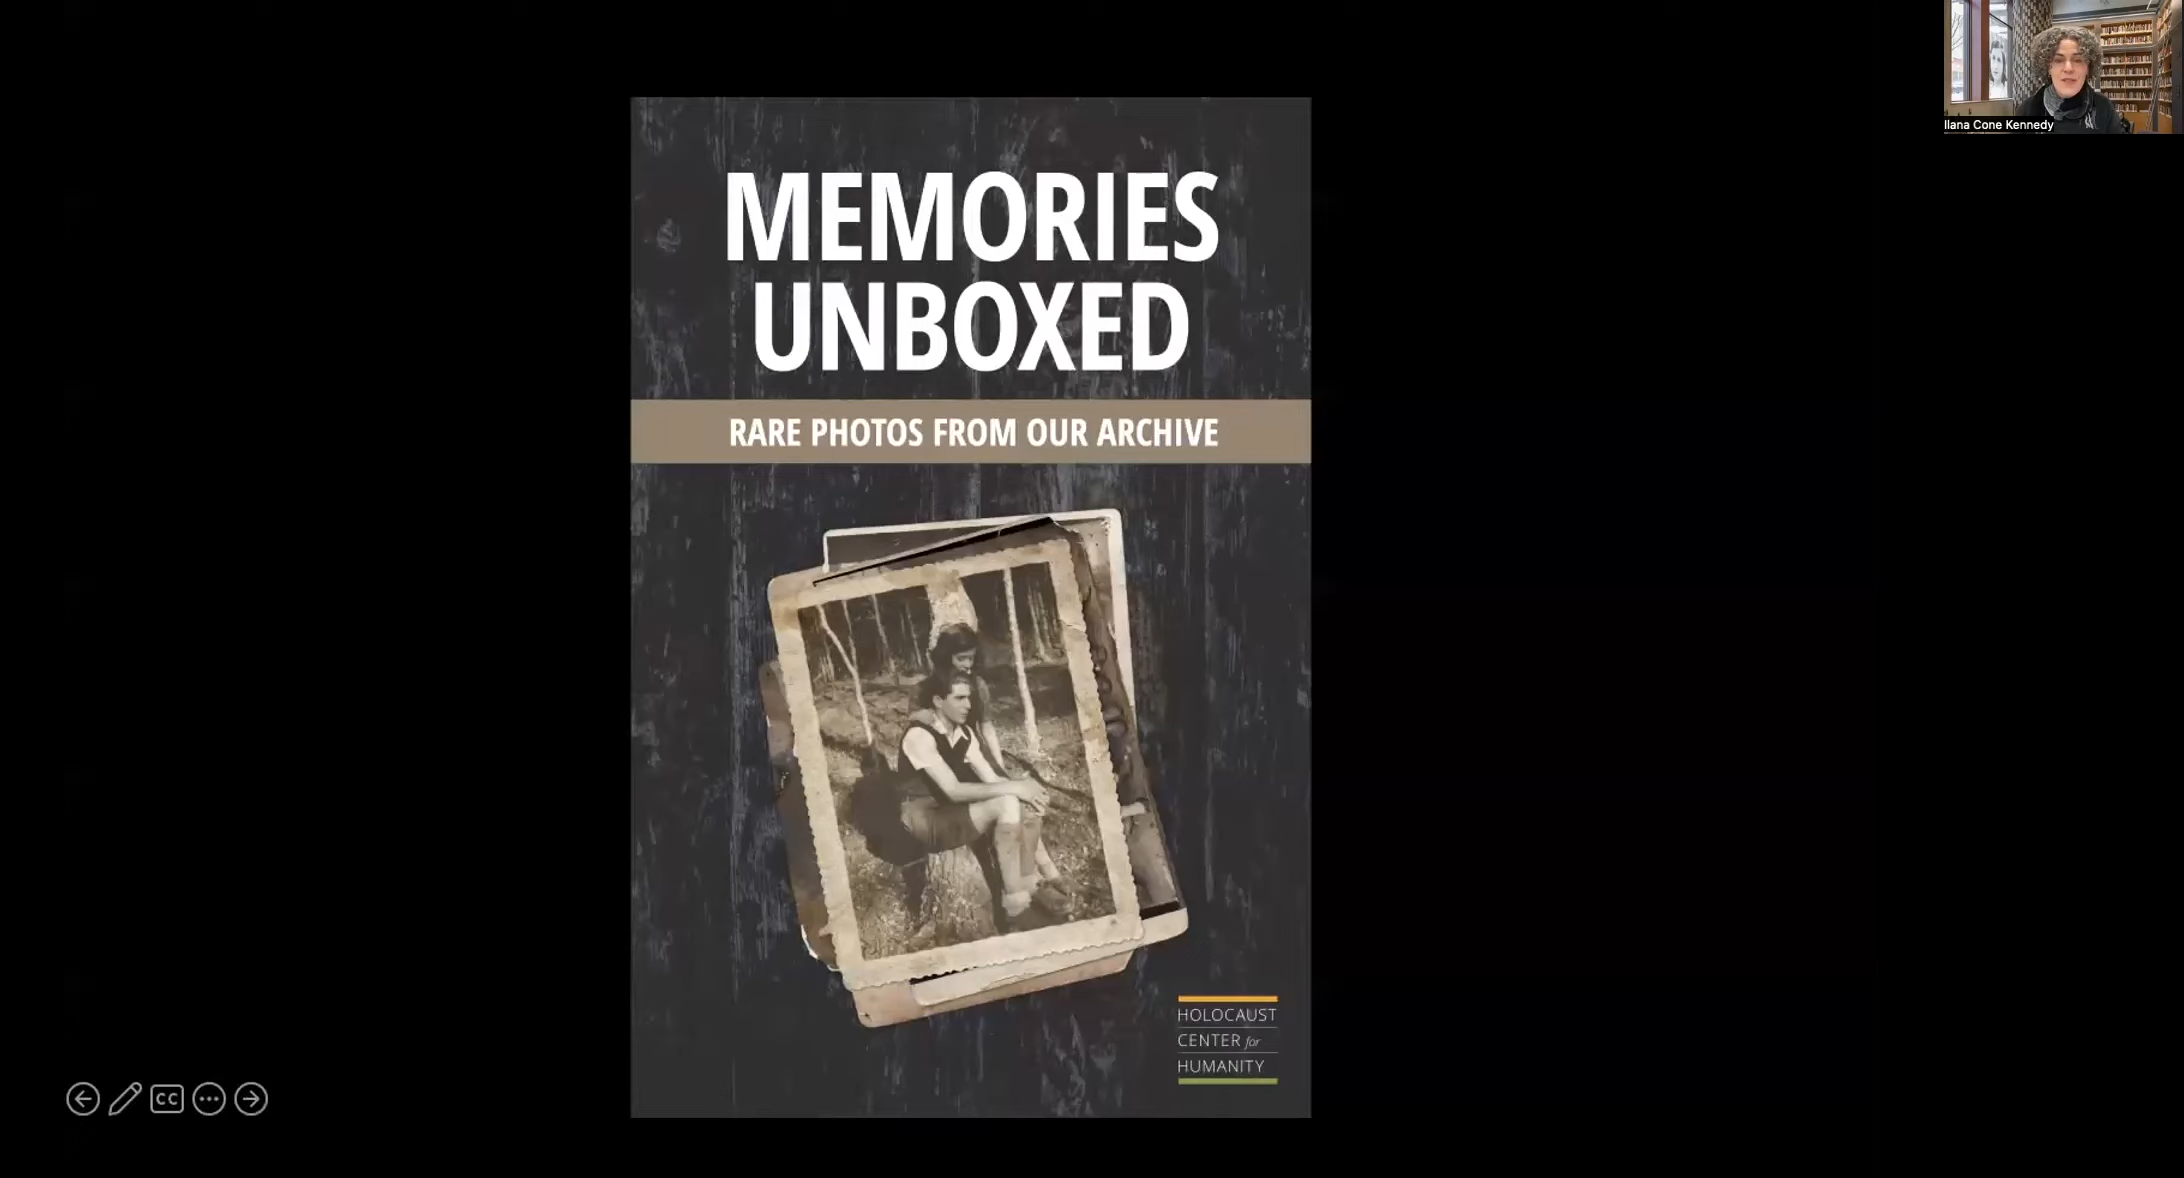 MEMORIES
UNBOXED
RARE PHOTOS FROM OUR ARCHIVE
HOLOCAUST
CENTER for
HUMANITY
Ilana Cone Kennedy
CC